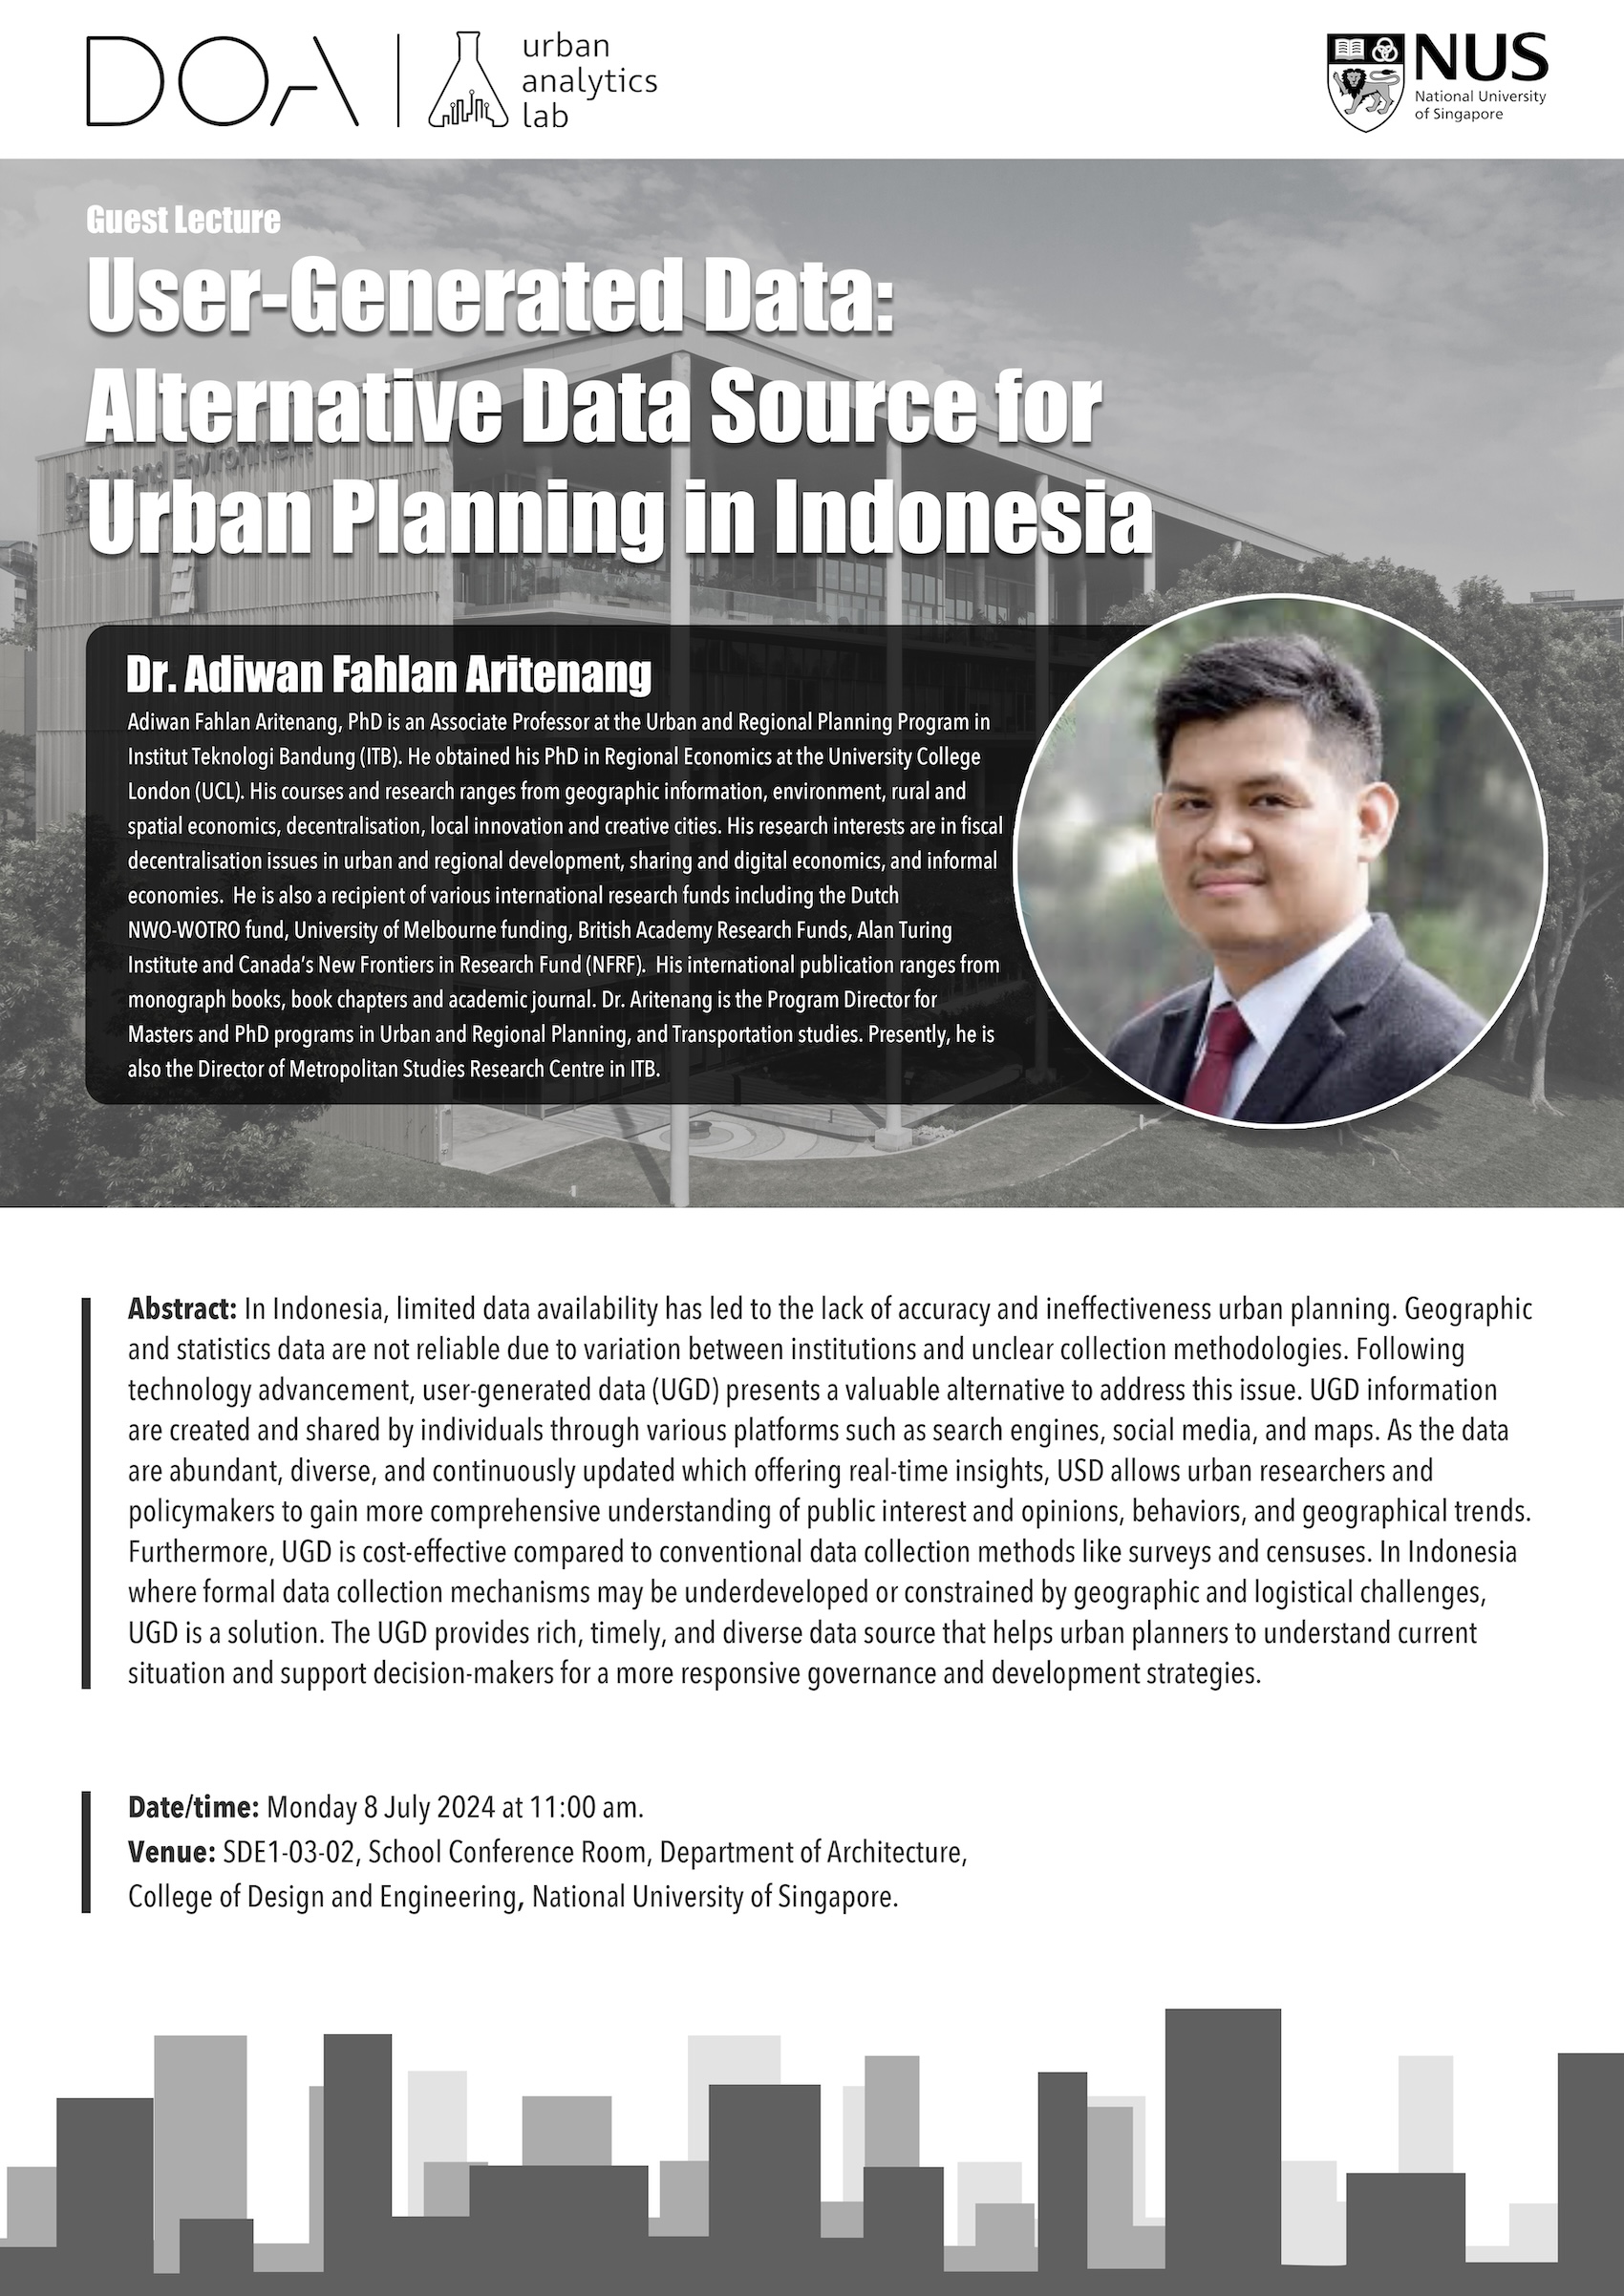 DOA
urban
analytics
lab
NUS
National University
of Singapore
Guest Lecture
User-Generated Data:
Alternative Data Source for
Urban Planning in Indonesia
Dr. Adiwan Fahlan Aritenang
Adiwan Fahlan Aritenang, PhD is an Associate Professor at the Urban and Regional Planning Program in
Institut Teknologi Bandung (ITB). He obtained his PhD in Regional Economics at the University College
London (UCL). His courses and research ranges from geographic information, environment, rural and
spatial economics, decentralisation, local innovation and creative cities. His research interests are in fiscal
decentralisation issues in urban and regional development, sharing and digital economics, and informal
economies.  He is also a recipient of various international research funds including the Dutch
NWO-WOTRO fund, University of Melbourne funding, British Academy Research Funds, Alan Turing
Institute and Canada’s New Frontiers in Research Fund (NFRF).  His international publication ranges from
monograph books, book chapters and academic journal. Dr. Aritenang is the Program Director for
Masters and PhD programs in Urban and Regional Planning, and Transportation studies. Presently, he is
also the Director of Metropolitan Studies Research Centre in ITB.
Abstract: In Indonesia, limited data availability has led to the lack of accuracy and ineffectiveness urban planning. Geographic
and statistics data are not reliable due to variation between institutions and unclear collection methodologies. Following
technology advancement, user-generated data (UGD) presents a valuable alternative to address this issue. UGD information
are created and shared by individuals through various platforms such as search engines, social media, and maps. As the data
are abundant, diverse, and continuously updated which offering real-time insights, USD allows urban researchers and
policymakers to gain more comprehensive understanding of public interest and opinions, behaviors, and geographical trends.
Furthermore, UGD is cost-effective compared to conventional data collection methods like surveys and censuses. In Indonesia
where formal data collection mechanisms may be underdeveloped or constrained by geographic and logistical challenges,
UGD is a solution. The UGD provides rich, timely, and diverse data source that helps urban planners to understand current
situation and support decision-makers for a more responsive governance and development strategies.
Date/time: Monday 8 July 2024 at 11:00 am.
Venue: SDE1-03-02, School Conference Room, Department of Architecture,
College of Design and Engineering, National University of Singapore.